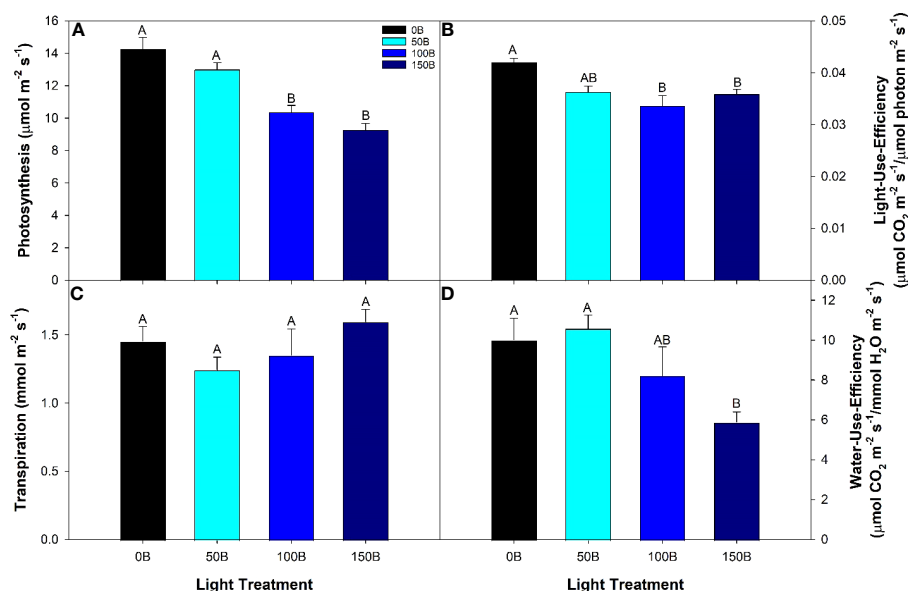 A
16
14
12
10
8
6
4
2
0
Photosynthesis (μmol m⁻² s⁻¹)
A
A
B
B
0B
50B
100B
150B
B
A
AB
B
B
0.05
0.04
0.03
0.02
0.01
0.00
Light-Use-Efficiency
(μmol CO₂ m⁻² s⁻¹/μmol photon m⁻² s⁻¹)
C
1.5
1.0
0.5
0.0
Transpiration (mmol m⁻² s⁻¹)
A
A
A
A
0B
50B
100B
150B
Light Treatment
D
A
A
AB
B
12
10
8
6
4
2
0
Water-Use-Efficiency
(μmol CO₂ m⁻² s⁻¹/mmol H₂O m⁻² s⁻¹)
0B
50B
100B
150B
Light Treatment